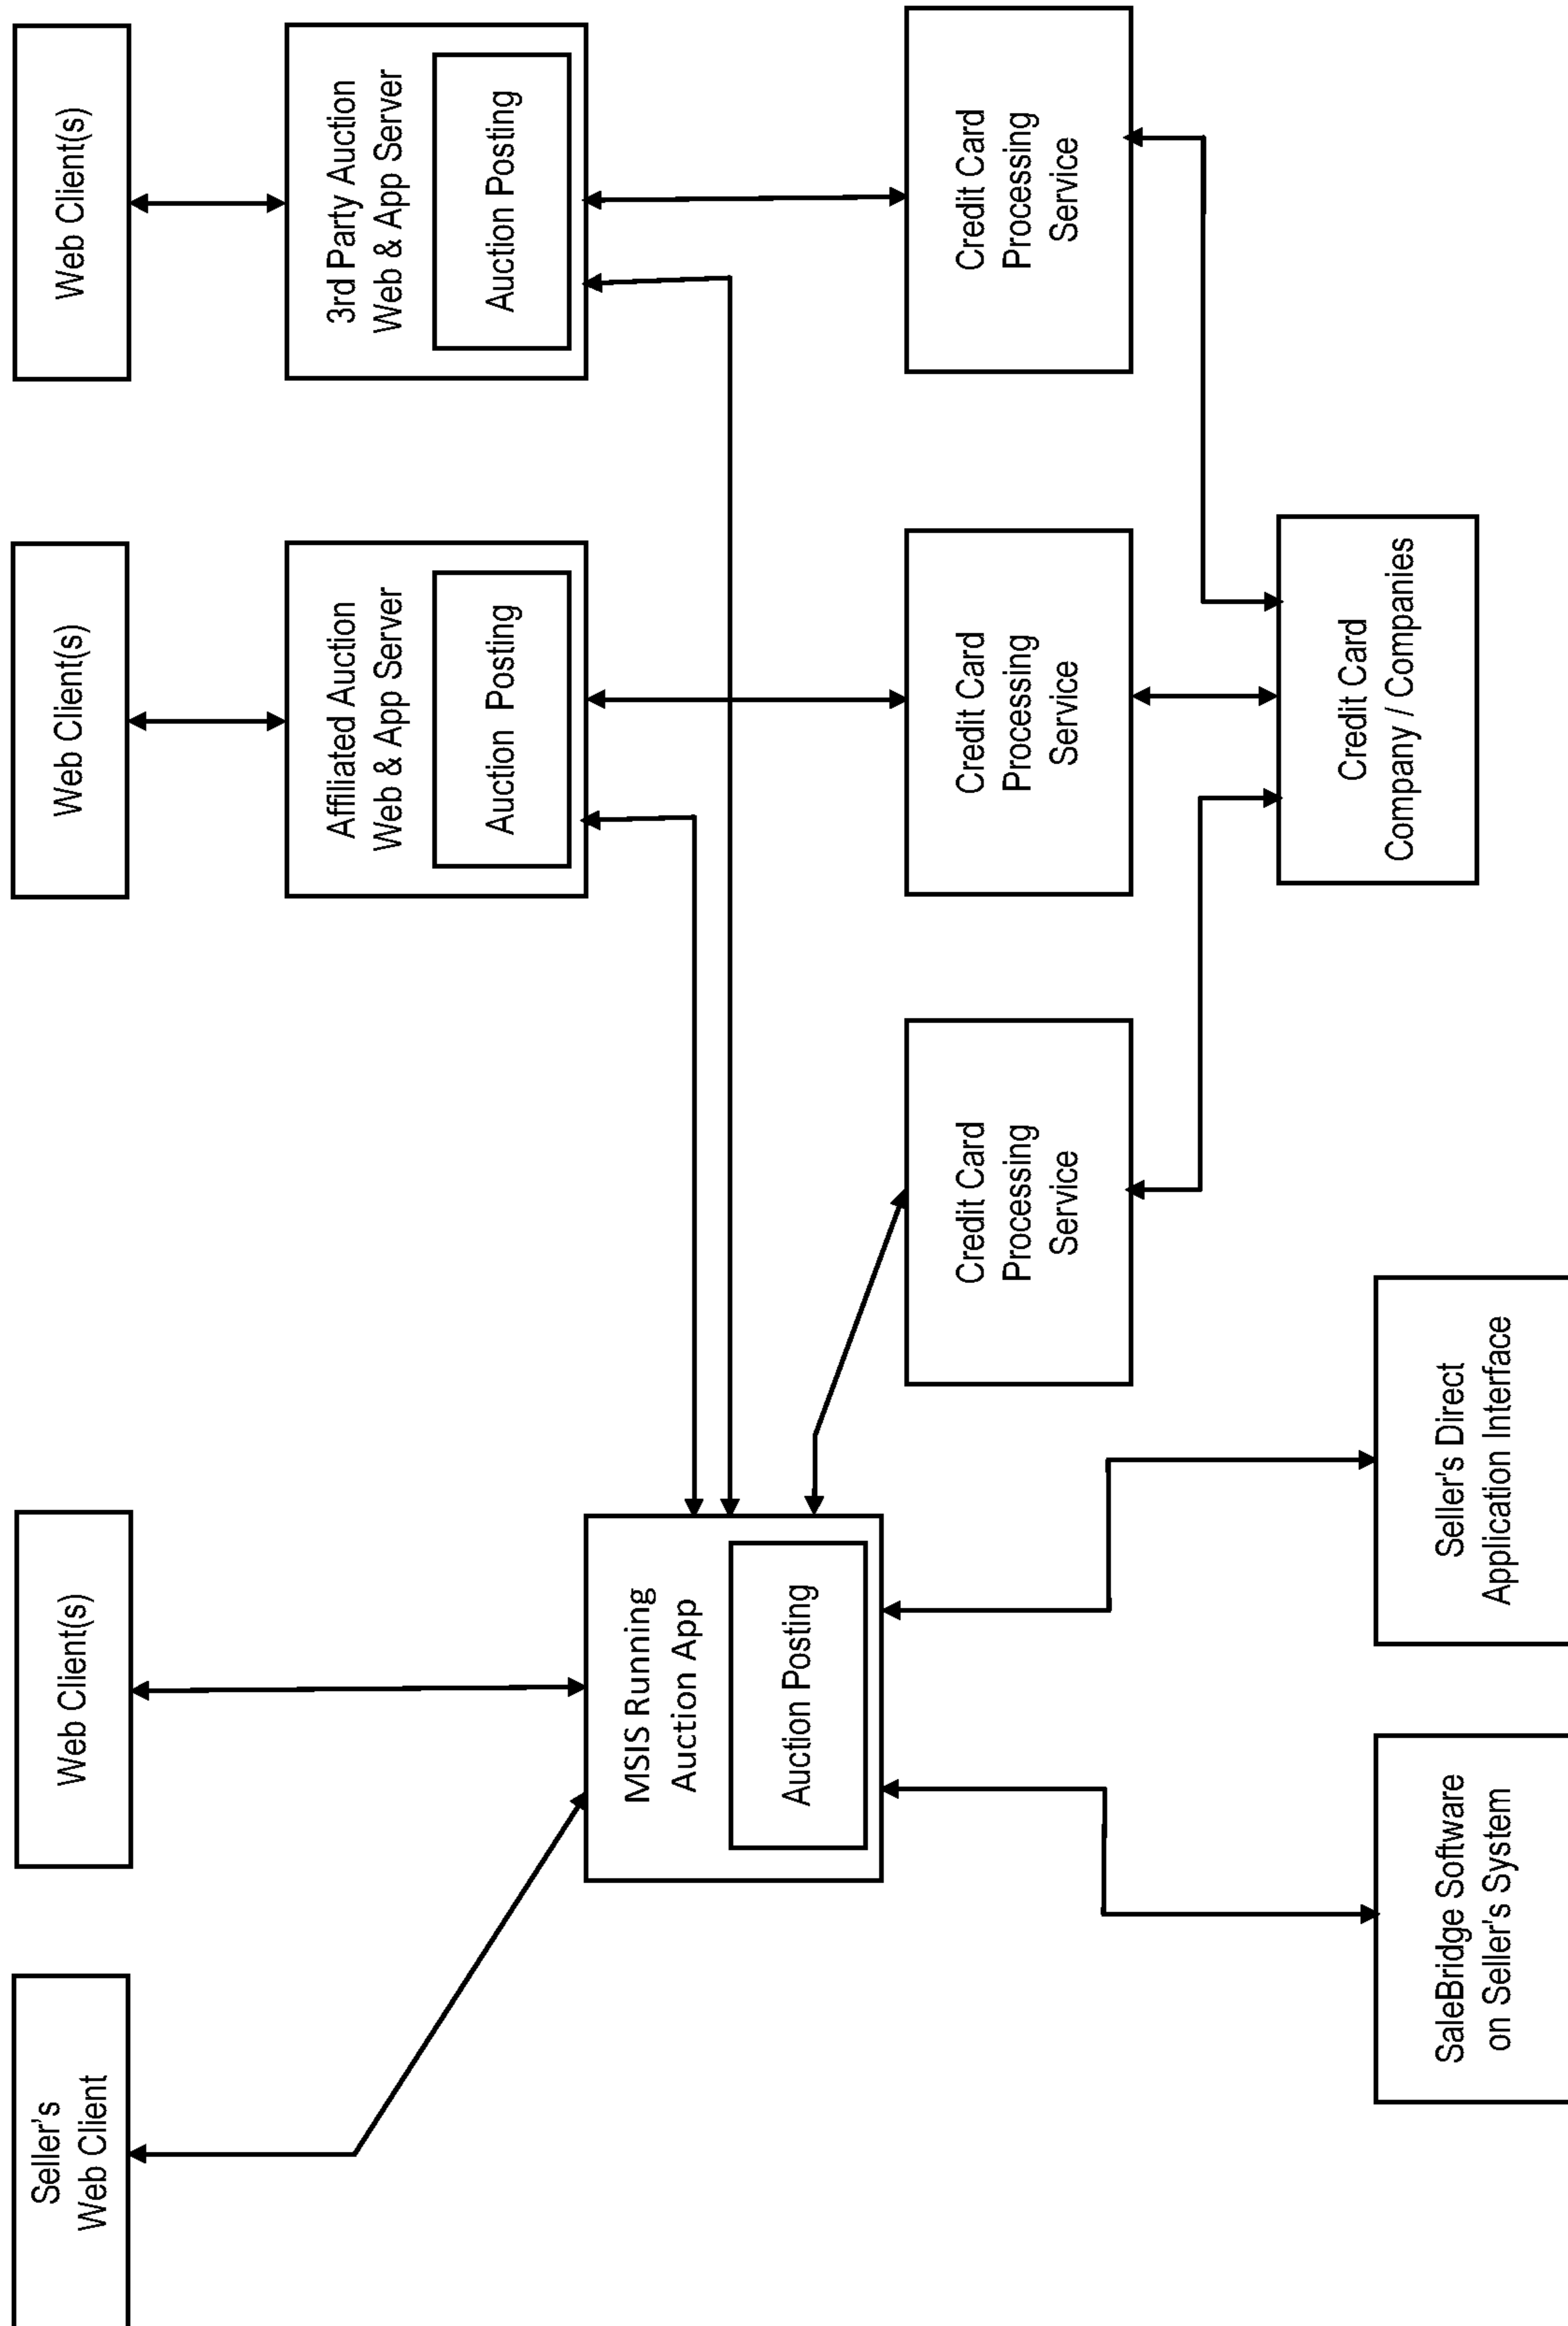 Seller's
Web Client
Web Client(s)
Web Client(s)
Web Client(s)
Affiliated Auction
Web & App Server
Auction Posting
3rd Party Auction
Web & App Server
Auction Posting
MSIS Running
Auction App
Auction Posting
Credit Card
Processing
Service
Credit Card
Processing
Service
Credit Card
Processing
Service
Credit Card
Company / Companies
SaleBridge Software
on Seller's System
Seller's Direct
Application Interface